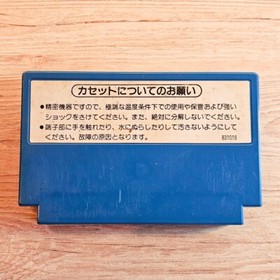 カセットについてのお願い
●精密機器ですので、極端な温度条件下での使用や保管および強い
ショックをさけてください。また、絶対に分解しないでください。
●端子部に手を触れたり、水にぬらしたりして汚さないようにして
ください。故障の原因となります。
831019